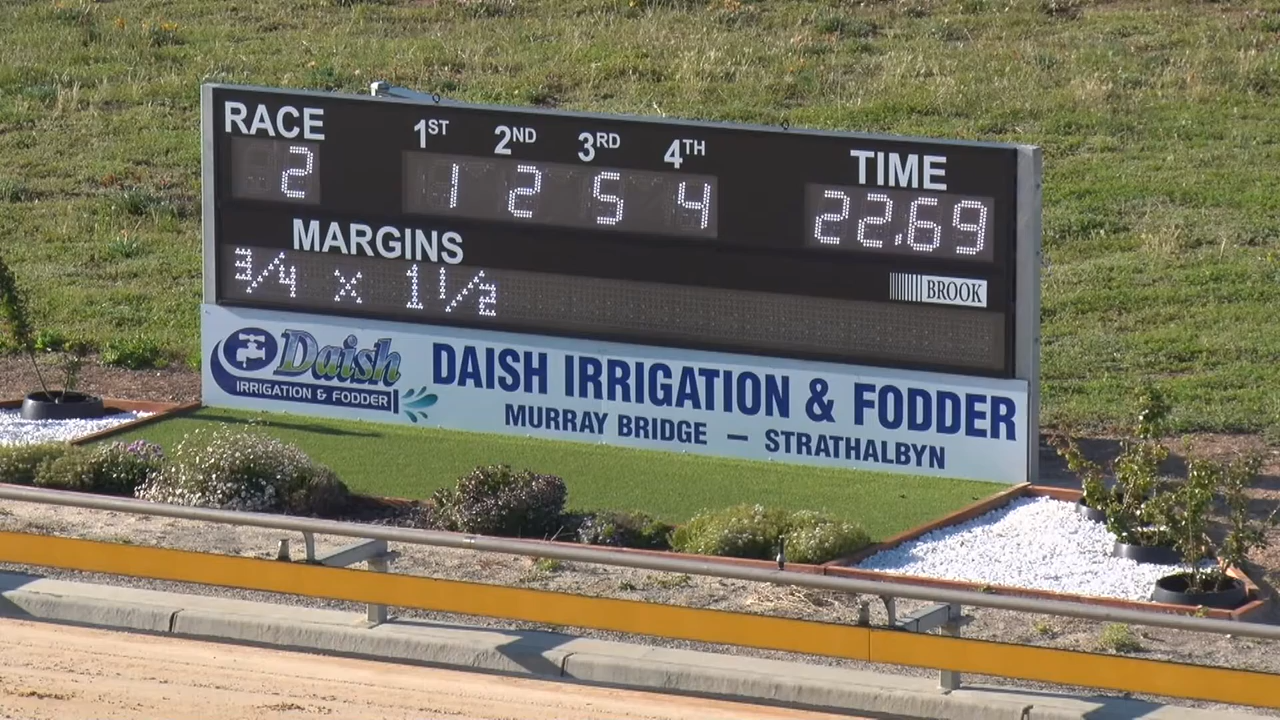 RACE 1ST 2ND 3RD 4TH TIME
2 1 2 5 4 22.69
MARGINS
3/4 x 1 1/2
BROOK
Daish
IRRIGATION & FODDER
DAISH IRRIGATION & FODDER
MURRAY BRIDGE — STRATHALBYN